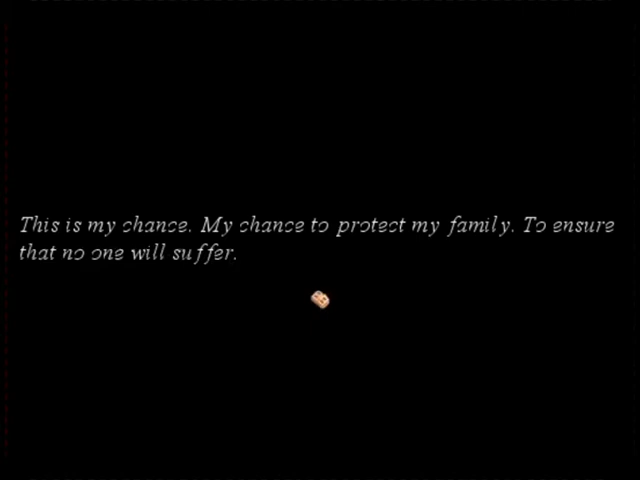 This is my chance. My chance to protect my family. To ensure
that no one will suffer.